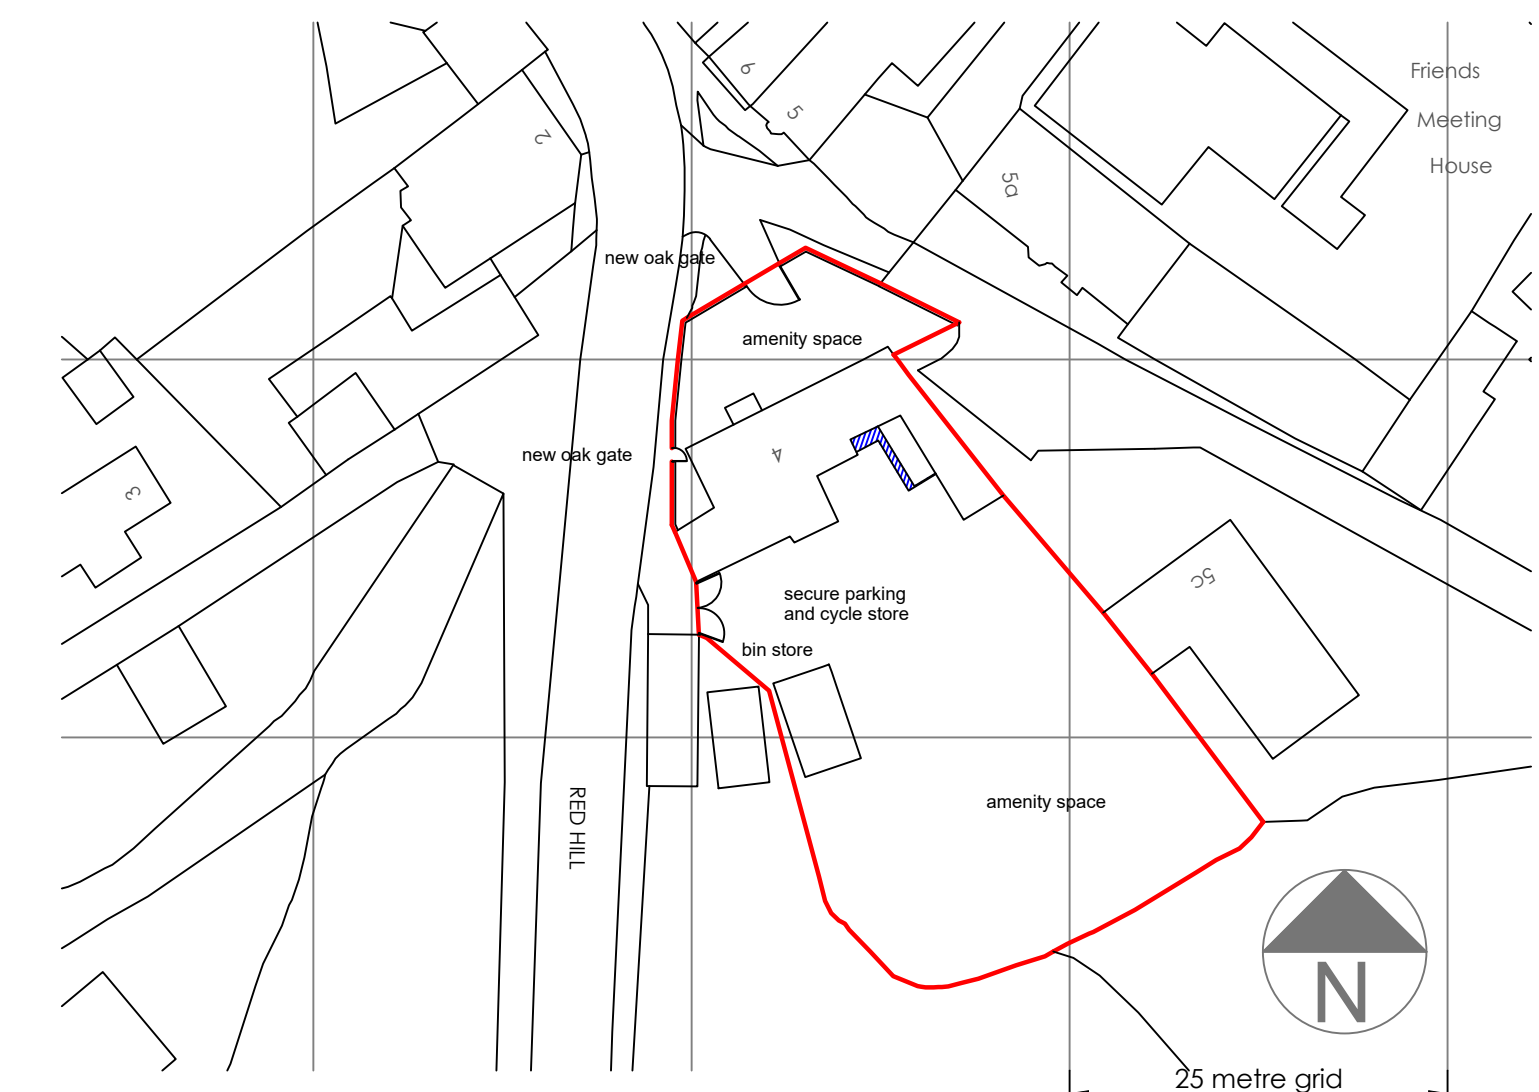 Friends
Meeting
House
6
5
2
5a
new oak gate
amenity space
new oak gate
4
3
5c
secure parking
and cycle store
bin store
RED HILL
amenity space
N
25 metre grid